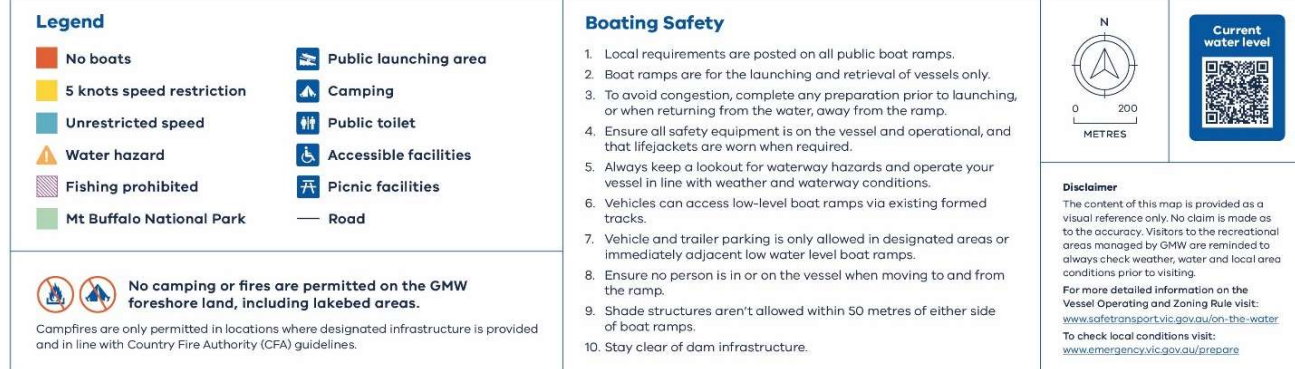 Legend
No boats
5 knots speed restriction
Unrestricted speed
Water hazard
Fishing prohibited
Mt Buffalo National Park
Public launching area
Camping
Public toilet
Accessible facilities
Picnic facilities
Road
No camping or fires are permitted on the GMW
foreshore land, including lakebed areas.
Campfires are only permitted in locations where designated infrastructure is provided
and in line with Country Fire Authority (CFA) guidelines.
Boating Safety
1. Local requirements are posted on all public boat ramps.
2. Boat ramps are for the launching and retrieval of vessels only.
3. To avoid congestion, complete any preparation prior to launching,
or when returning from the water, away from the ramp.
4. Ensure all safety equipment is on the vessel and operational, and
that lifejackets are worn when required.
5. Always keep a lookout for waterway hazards and operate your
vessel in line with weather and waterway conditions.
6. Vehicles can access low-level boat ramps via existing formed
tracks.
7. Vehicle and trailer parking is only allowed in designated areas or
immediately adjacent low water level boat ramps.
8. Ensure no person is in or on the vessel when moving to and from
the ramp.
9. Shade structures aren't allowed within 50 metres of either side
of boat ramps.
10. Stay clear of dam infrastructure.
N
0 200
METRES
Current
water level
Disclaimer
The content of this map is provided as a
visual reference only. No claim is made as
to the accuracy. Visitors to the recreational
areas managed by GMW are reminded to
always check weather, water and local area
conditions prior to visiting.
For more detailed information on the
Vessel Operating and Zoning Rule visit:
www.safetransport.vic.gov.au/on-the-water
To check local conditions visit:
www.emergency.vic.gov.au/prepare